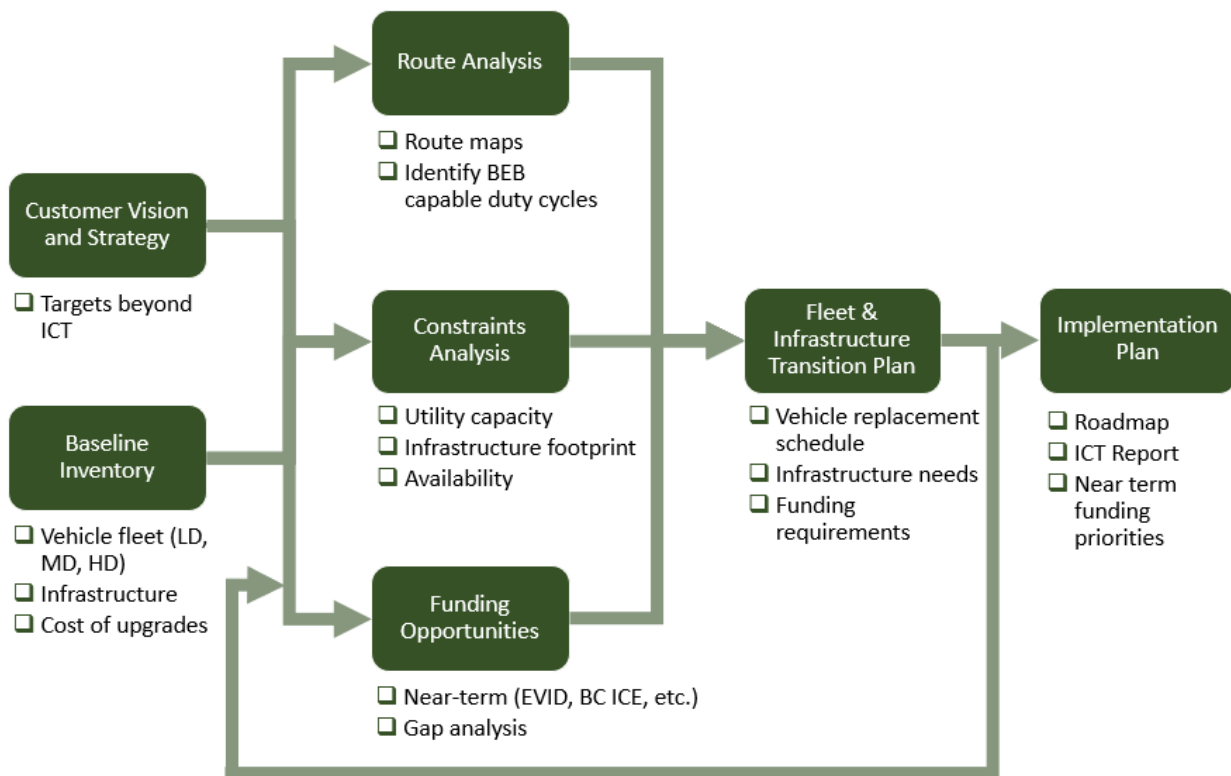 Customer Vision
and Strategy
Targets beyond
ICT
Baseline
Inventory
Vehicle fleet (LD,
MD, HD)
Infrastructure
Cost of upgrades
Route Analysis
Route maps
Identify BEB
capable duty cycles
Constraints
Analysis
Utility capacity
Infrastructure footprint
Availability
Funding
Opportunities
Near-term (EVID, BC ICE, etc.)
Gap analysis
Fleet &
Infrastructure
Transition Plan
Vehicle replacement
schedule
Infrastructure needs
Funding
requirements
Implementation
Plan
Roadmap
ICT Report
Near term
funding
priorities